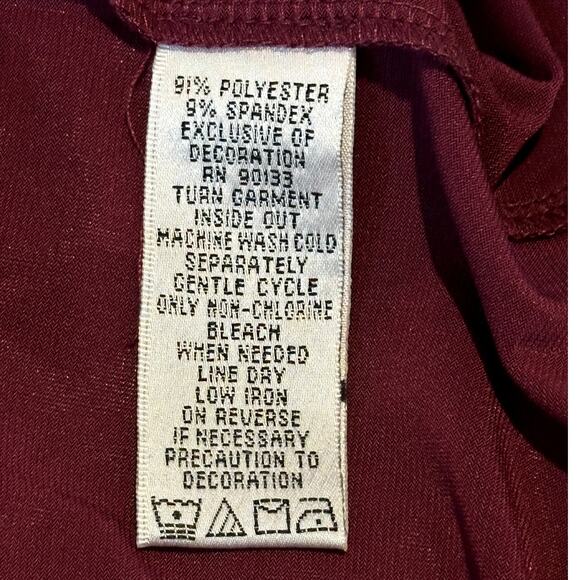 91% POLYESTER
9% SPANDEX
EXCLUSIVE OF
DECORATION
RN 90133
TURN GARMENT
INSIDE OUT
MACHINE WASH COLD
SEPARATELY
GENTLE CYCLE
ONLY NON-CHLORINE
BLEACH
WHEN NEEDED
LINE DRY
LOW IRON
ON REVERSE
IF NECESSARY
PRECAUTION TO
DECORATION